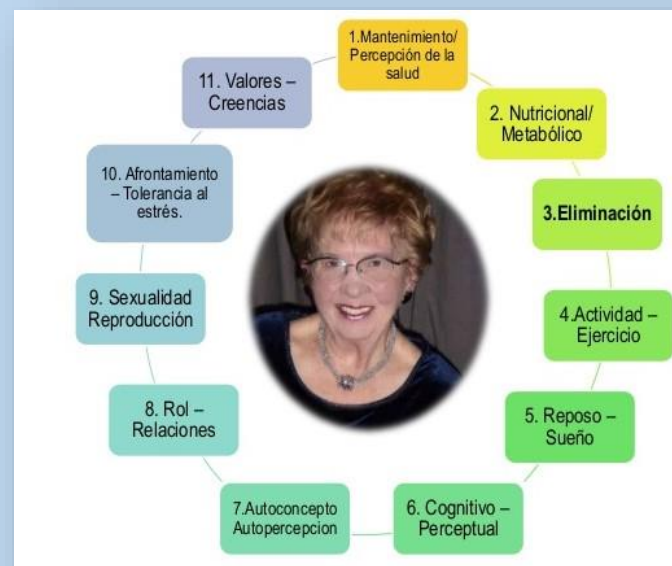 1.Mantenimiento/
Percepción de la
salud
2. Nutricional/
Metabólico
3.Eliminación
4.Actividad –
Ejercicio
5. Reposo –
Sueño
6. Cognitivo –
Perceptual
7.Autoconcepto
Autopercepcion
8. Rol –
Relaciones
9. Sexualidad
Reproducción
10. Afrontamiento
– Tolerancia al
estrés.
11. Valores –
Creencias